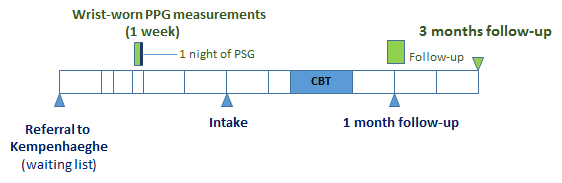 Wrist-worn PPG measurements
(1 week)
3 months follow-up
1 night of PSG
Follow-up
CBT
Referral to
Kempenhaeghe
(waiting list)
Intake
1 month follow-up